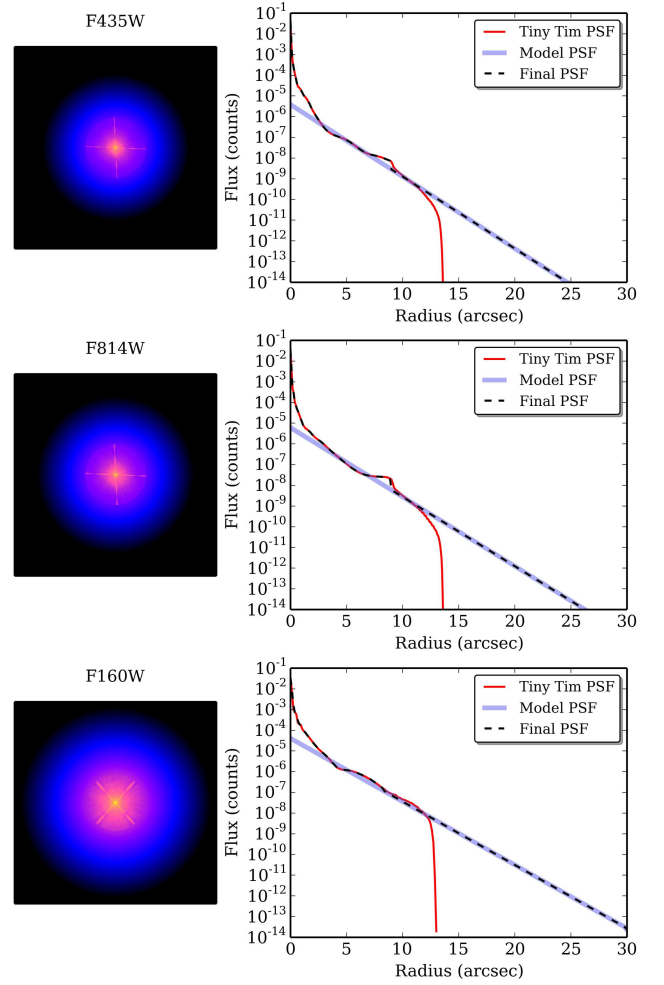 F435W
10^-1
10^-2
10^-3
10^-4
10^-5
10^-6
10^-7
10^-8
10^-9
10^-10
10^-11
10^-12
10^-13
10^-14
Flux (counts)
Tiny Tim PSF
Model PSF
Final PSF
0 5 10 15 20 25 30
Radius (arcsec)
F814W
10^-1
10^-2
10^-3
10^-4
10^-5
10^-6
10^-7
10^-8
10^-9
10^-10
10^-11
10^-12
10^-13
10^-14
Flux (counts)
Tiny Tim PSF
Model PSF
Final PSF
0 5 10 15 20 25 30
Radius (arcsec)
F160W
10^-1
10^-2
10^-3
10^-4
10^-5
10^-6
10^-7
10^-8
10^-9
10^-10
10^-11
10^-12
10^-13
10^-14
Flux (counts)
Tiny Tim PSF
Model PSF
Final PSF
0 5 10 15 20 25 30
Radius (arcsec)